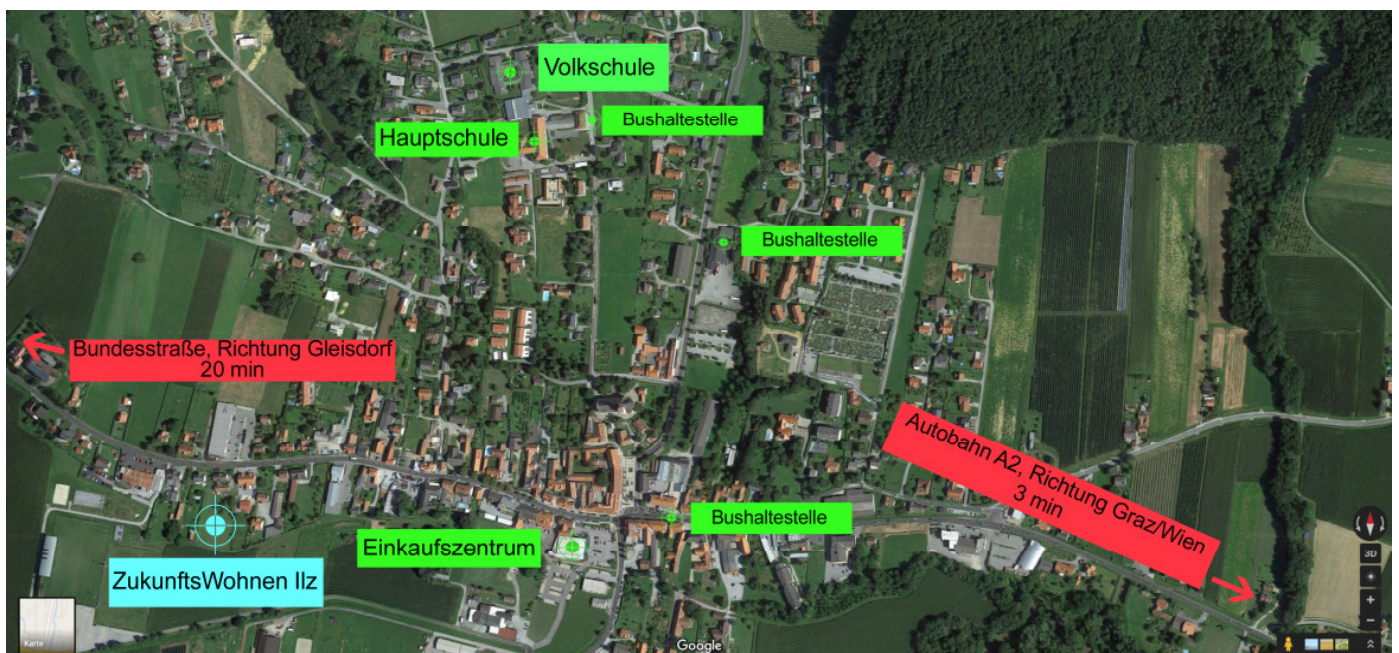 Volkschule
Bushaltestelle
Hauptschule
Bushaltestelle
Bundesstraße, Richtung Gleisdorf
20 min
Autobahn A2, Richtung Graz/Wien
3 min
Bushaltestelle
Einkaufszentrum
ZukunftsWohnen Ilz
3D
Karte
Google